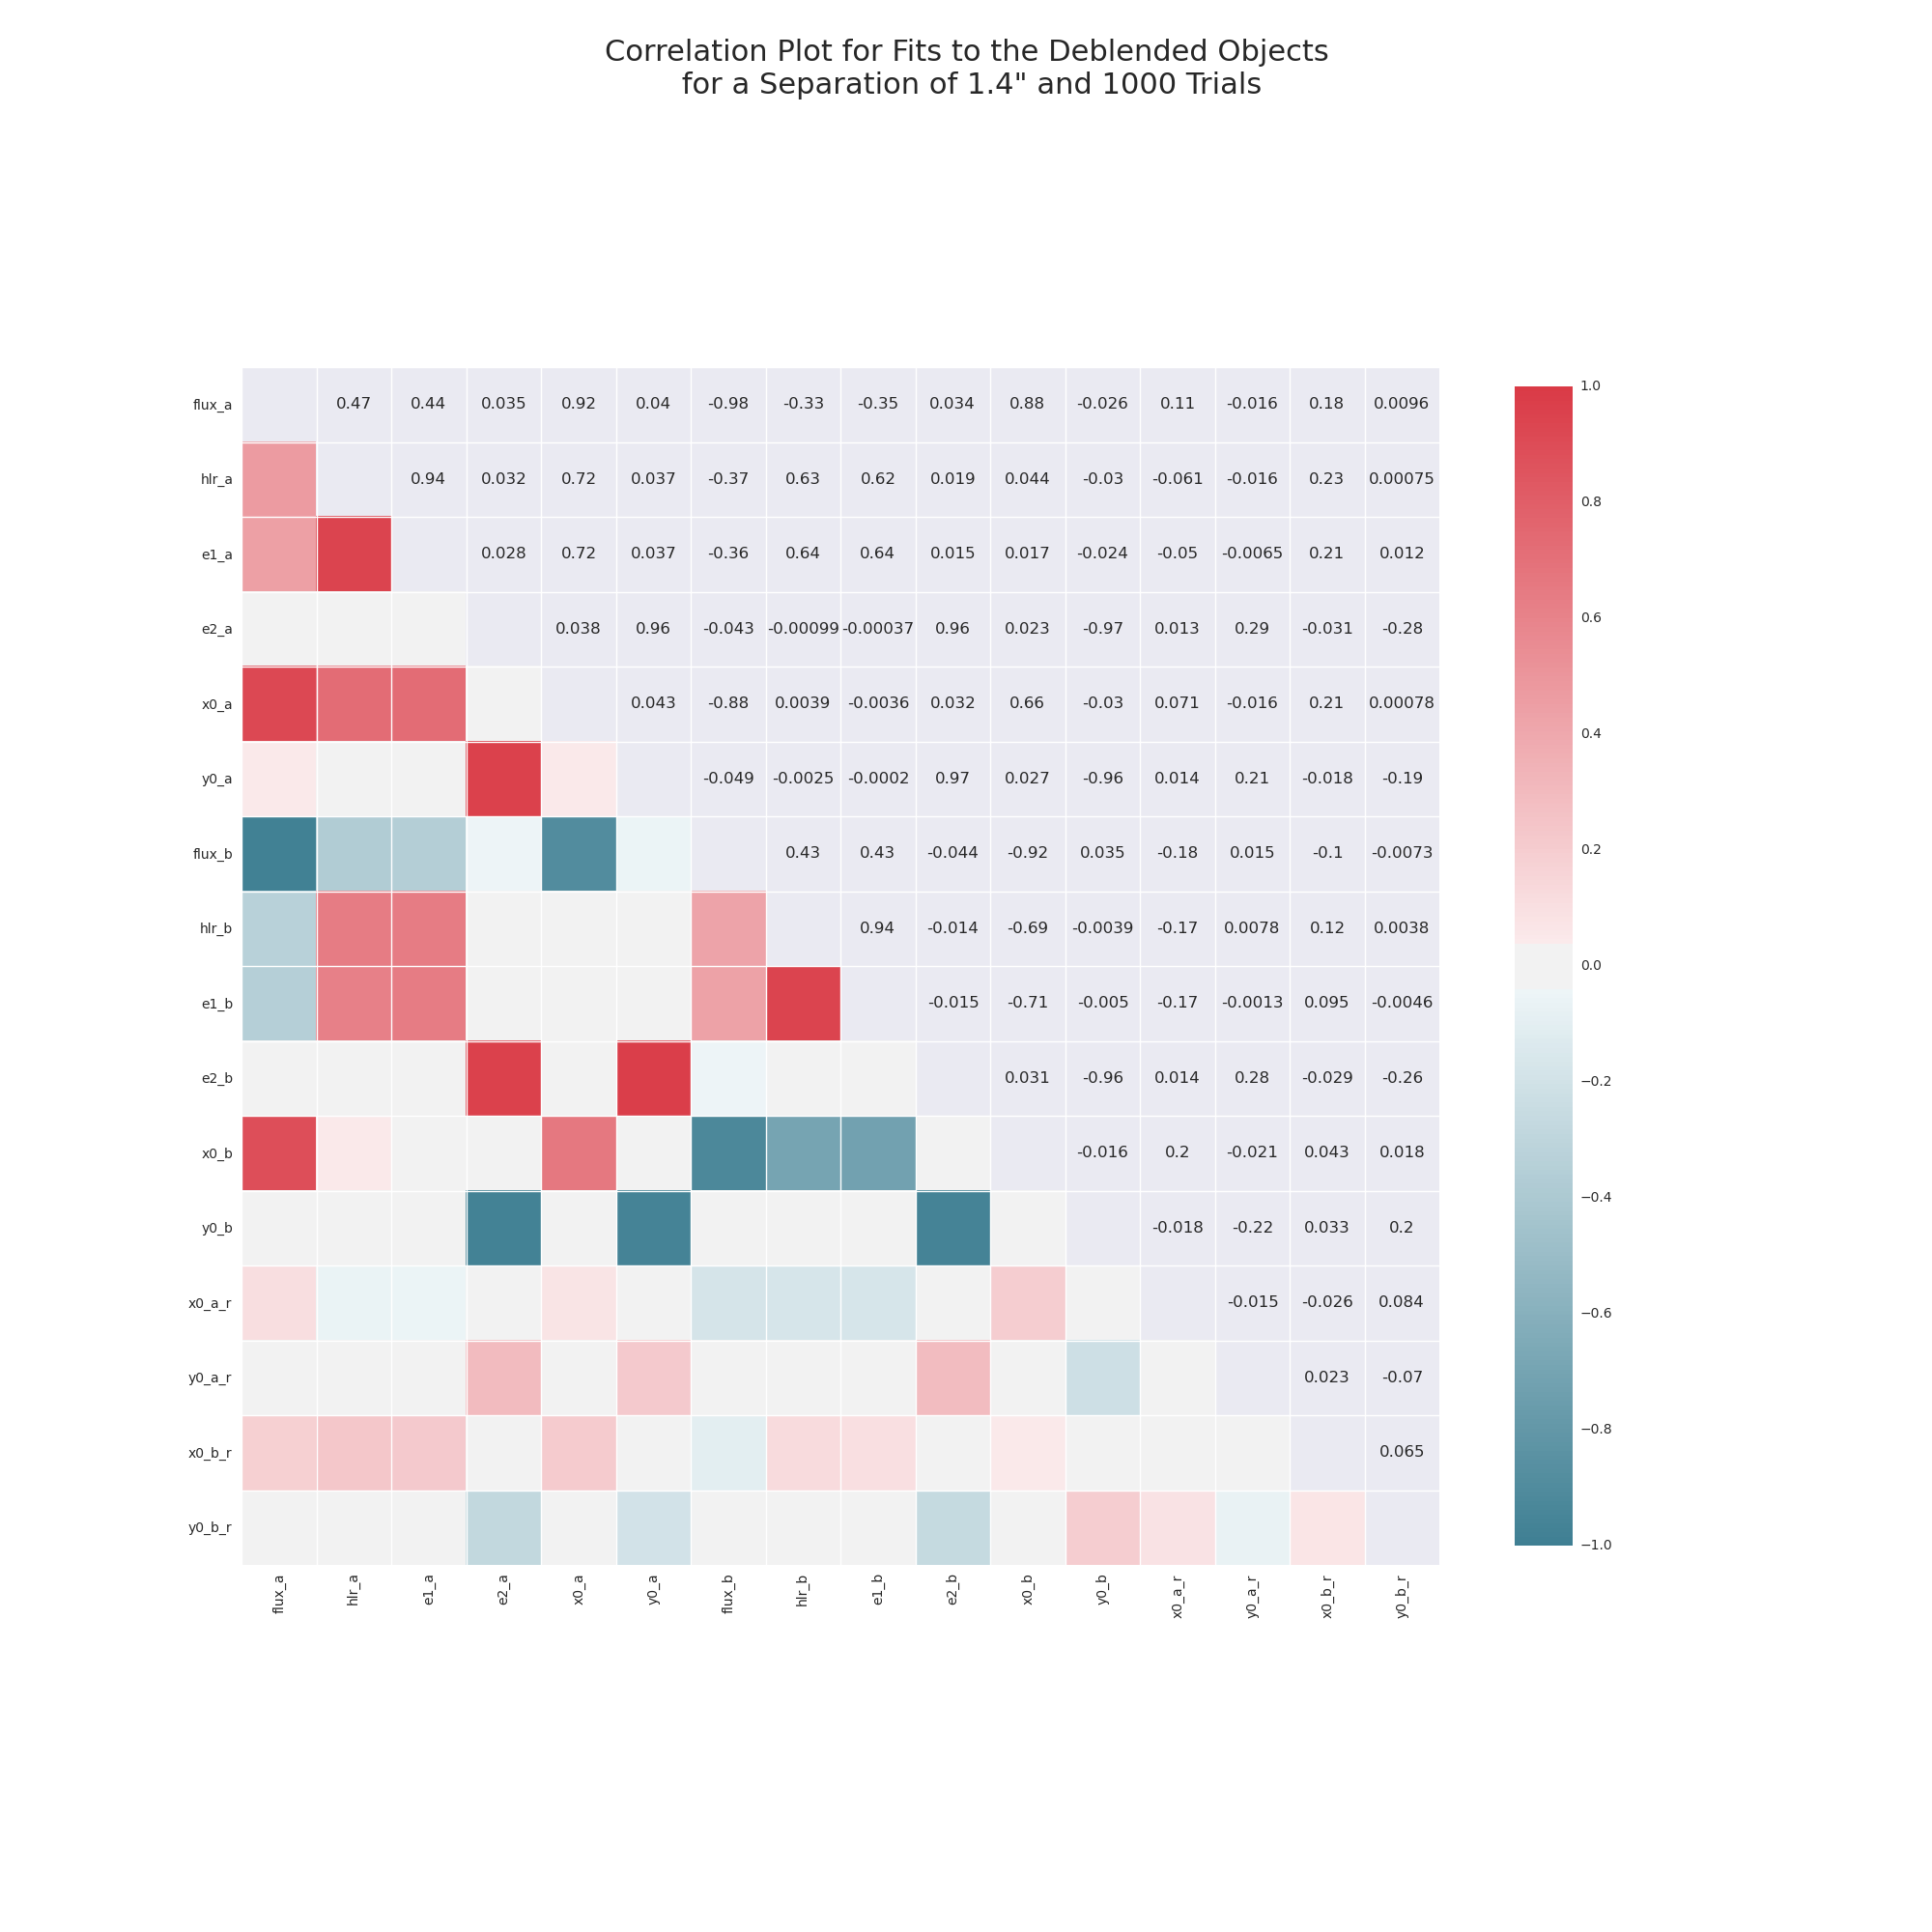 Correlation Plot for Fits to the Deblended Objects
for a Separation of 1.4" and 1000 Trials
flux_a 0.47 0.44 0.035 0.92 0.04 -0.98 -0.33 -0.35 0.034 0.88 -0.026 0.11 -0.016 0.18 0.0096
hlr_a 0.94 0.032 0.72 0.037 -0.37 0.63 0.62 0.019 0.044 -0.03 -0.061 -0.016 0.23 0.00075
e1_a 0.028 0.72 0.037 -0.36 0.64 0.64 0.015 0.017 -0.024 -0.05 -0.0065 0.21 0.012
e2_a 0.038 0.96 -0.043 -0.00099 -0.00037 0.96 0.023 -0.97 0.013 0.29 -0.031 -0.28
x0_a 0.043 -0.88 0.0039 -0.0036 0.032 0.66 -0.03 0.071 -0.016 0.21 0.00078
y0_a -0.049 -0.0025 -0.0002 0.97 0.027 -0.96 0.014 0.21 -0.018 -0.19
flux_b 0.43 0.43 -0.044 -0.92 0.035 -0.18 0.015 -0.1 -0.0073
hlr_b 0.94 -0.014 -0.69 -0.0039 -0.17 0.0078 0.12 0.0038
e1_b -0.015 -0.71 -0.005 -0.17 -0.0013 0.095 -0.0046
e2_b 0.031 -0.96 0.014 0.28 -0.029 -0.26
x0_b -0.016 0.2 -0.021 0.043 0.018
y0_b -0.018 -0.22 0.033 0.2
x0_a_r -0.015 -0.026 0.084
y0_a_r 0.023 -0.07
x0_b_r 0.065
y0_b_r
flux_a hlr_a e1_a e2_a x0_a y0_a flux_b hlr_b e1_b e2_b x0_b y0_b x0_a_r y0_a_r x0_b_r y0_b_r
1.0
0.8
0.6
0.4
0.2
0.0
−0.2
−0.4
−0.6
−0.8
−1.0